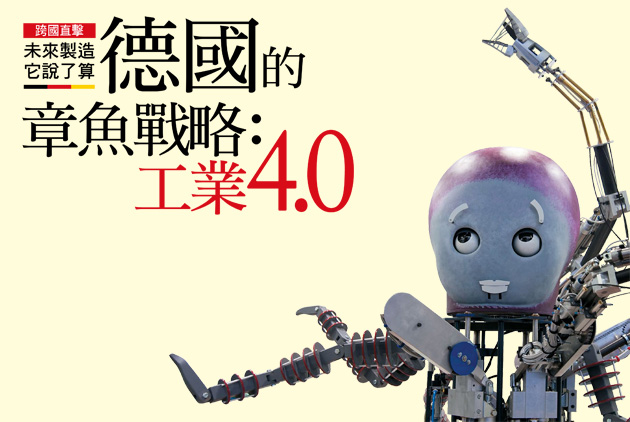 跨國直擊
未來製造
它說了算
德國的
章魚戰略:
工業4.0